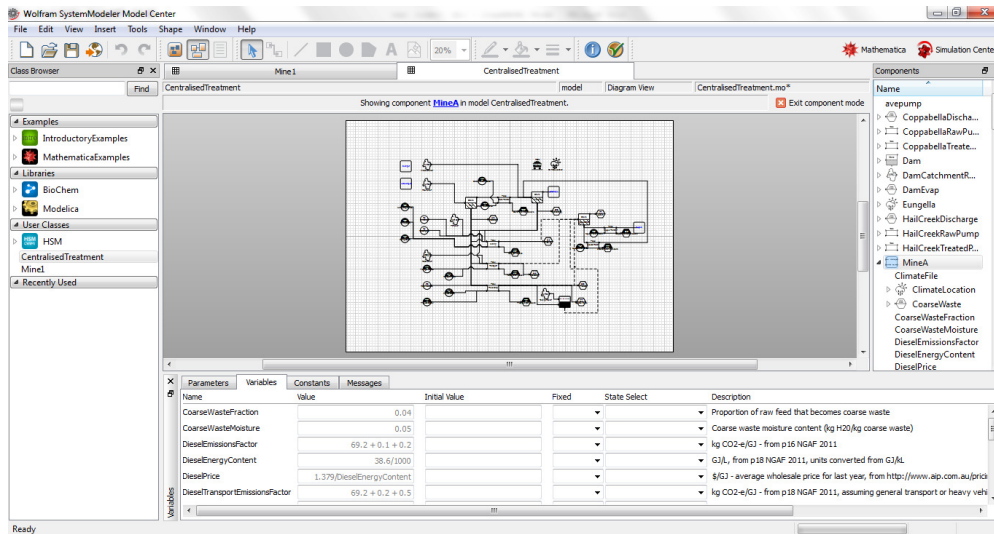 Wolfram SystemModeler Model Center
File Edit View Insert Tools Shape Window Help
20%
Mathematica Simulation Cente
Class Browser
Mine1 CentralisedTreatment
Components
Find
CentralisedTreatment model Diagram View CentralisedTreatment.mo*
Name
Showing component MineA in model CentralisedTreatment. Exit component mode
Examples
IntroductoryExamples
MathematicaExamples
Libraries
BioChem
Modelica
User Classes
HSM
HSM
CentralisedTreatment
Mine1
Recently Used
avepump
CoppabellaDischa...
CoppabellaRawPu...
CoppabellaTreate...
Dam
DamCatchmentR...
DamEvap
Eungella
HailCreekDischarge
HailCreekRawPump
HailCreekTreatedP...
MineA
ClimateFile
ClimateLocation
CoarseWaste
CoarseWasteFraction
CoarseWasteMoisture
DieselEmissionsFactor
DieselEnergyContent
DieselPrice
Parameters Variables Constants Messages
Name Value Initial Value Fixed State Select Description
CoarseWasteFraction 0.04 Proportion of raw feed that becomes coarse waste
CoarseWasteMoisture 0.05 Coarse waste moisture content (kg H20/kg coarse waste)
DieselEmissionsFactor 69.2 + 0.1 + 0.2 kg CO2-e/GJ - from p16 NGAF 2011
DieselEnergyContent 38.6/1000 GJ/L, from p18 NGAF 2011, units converted from GJ/kL
DieselPrice 1.379/DieselEnergyContent $/GJ - average wholesale price for last year, from http://www.aip.com.au/prici
DieselTransportEmissionsFactor 69.2 + 0.2 + 0.5 kg CO2-e/GJ - from p18 NGAF 2011, assuming general transport or heavy vehi
Variables
Ready